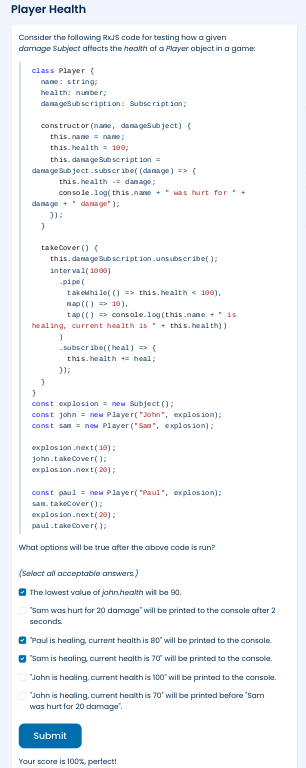 Player Health
Consider the following RxJS code for testing how a given
damage Subject affects the health of a Player object in a game:
class Player {
name: string;
health: number;
damageSubscription: Subscription;
constructor(name, damageSubject) {
this.name = name;
this.health = 100;
this.damageSubscription =
damageSubject.subscribe((damage) => {
this.health -= damage;
console.log(this.name + " was hurt for " +
damage + " damage");
});
}
takeCover() {
this.damageSubscription.unsubscribe();
interval(1000)
.pipe(
takeWhile(() => this.health < 100),
map(() => 10),
tap(() => console.log(this.name + " is
healing, current health is " + this.health))
)
.subscribe((heal) => {
this.health += heal;
});
}
}
const explosion = new Subject();
const john = new Player("John", explosion);
const sam = new Player("Sam", explosion);
explosion.next(10);
john.takeCover();
explosion.next(20);
const paul = new Player("Paul", explosion);
sam.takeCover();
explosion.next(20);
paul.takeCover();
What options will be true after the above code is run?
(Select all acceptable answers.)
The lowest value of john.health will be 90.
"Sam was hurt for 20 damage" will be printed to the console after 2
seconds.
"Paul is healing, current health is 80" will be printed to the console.
"Sam is healing, current health is 70" will be printed to the console.
"John is healing, current health is 100" will be printed to the console.
"John is healing, current health is 70" will be printed before "Sam
was hurt for 20 damage".
Submit
Your score is 100%, perfect!